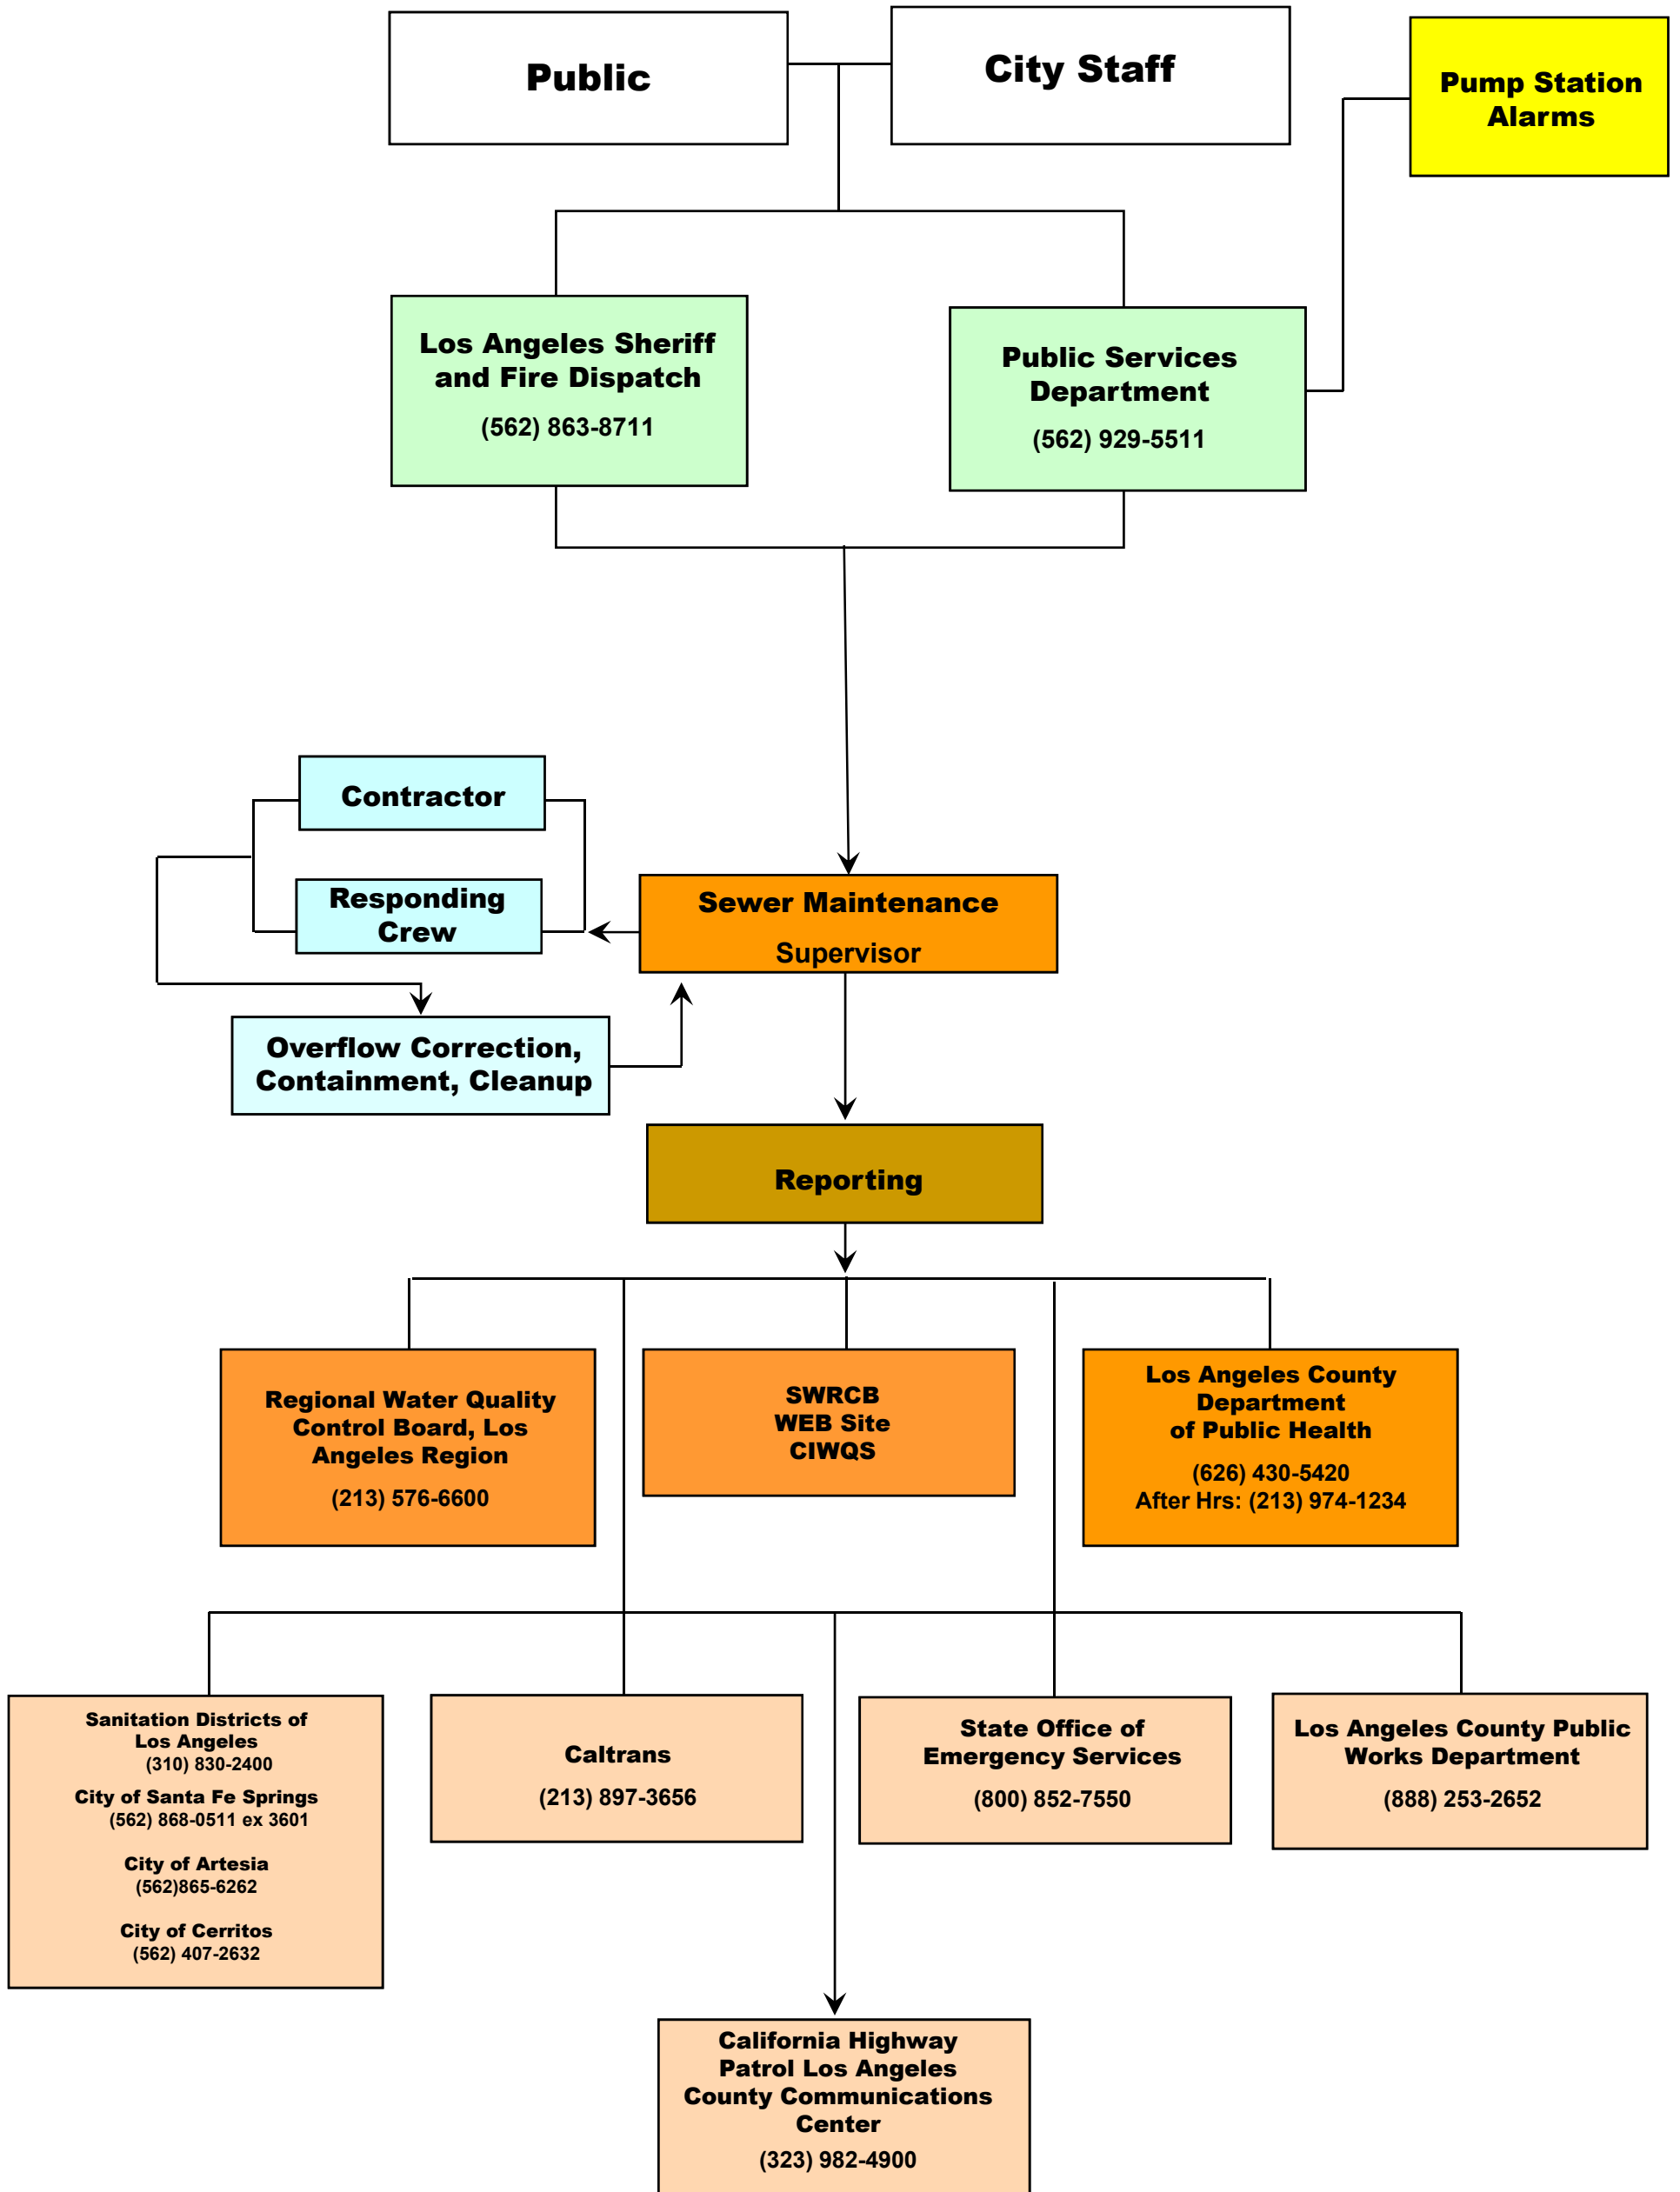 Public
City Staff
Pump Station
Alarms
Los Angeles Sheriff
and Fire Dispatch
(562) 863-8711
Public Services
Department
(562) 929-5511
Contractor
Responding
Crew
Sewer Maintenance
Supervisor
Overflow Correction,
Containment, Cleanup
Reporting
Regional Water Quality
Control Board, Los
Angeles Region
(213) 576-6600
SWRCB
WEB Site
CIWQS
Los Angeles County
Department
of Public Health
(626) 430-5420
After Hrs: (213) 974-1234
Sanitation Districts of
Los Angeles
(310) 830-2400
City of Santa Fe Springs
(562) 868-0511 ex 3601
City of Artesia
(562)865-6262
City of Cerritos
(562) 407-2632
Caltrans
(213) 897-3656
State Office of
Emergency Services
(800) 852-7550
Los Angeles County Public
Works Department
(888) 253-2652
California Highway
Patrol Los Angeles
County Communications
Center
(323) 982-4900